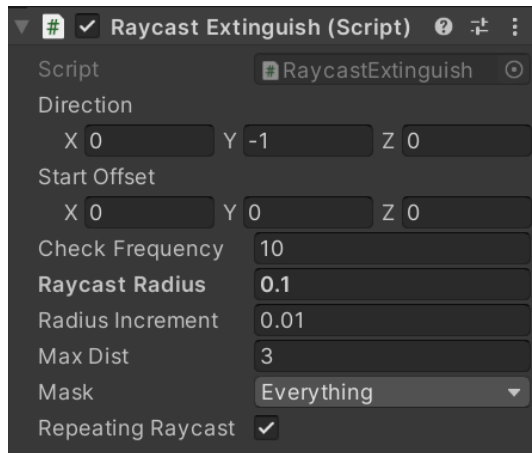 # Raycast Extinguish (Script)
Script # RaycastExtinguish
Direction
X 0 Y -1 Z 0
Start Offset
X 0 Y 0 Z 0
Check Frequency 10
Raycast Radius 0.1
Radius Increment 0.01
Max Dist 3
Mask Everything
Repeating Raycast